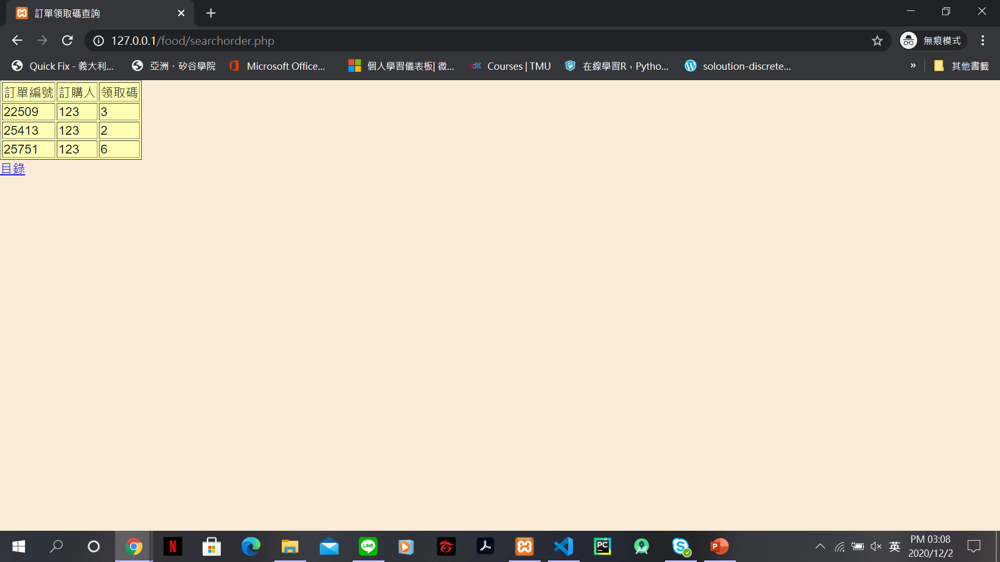 訂單領取碼查詢
127.0.0.1/food/searchorder.php
無痕模式
Quick Fix - 義大利...
亞洲・矽谷學院
Microsoft Office...
個人學習儀表板| 微...
Courses | TMU
在線學習R，Pytho...
soloution-discrete...
»
其他書籤
訂單編號 訂購人 領取碼
22509 123 3
25413 123 2
25751 123 6
目錄
LINE
PC
P
英
PM 03:08
2020/12/2